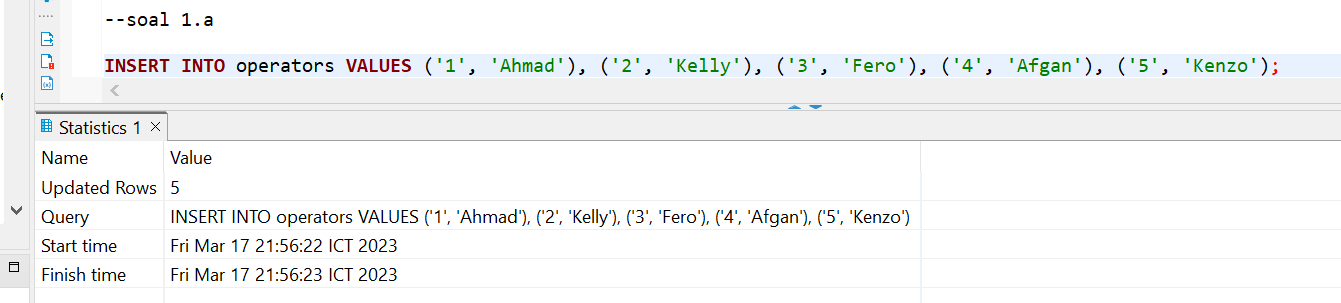 --soal 1.a
INSERT INTO operators VALUES ('1', 'Ahmad'), ('2', 'Kelly'), ('3', 'Fero'), ('4', 'Afgan'), ('5', 'Kenzo');
Statistics 1
Name Value
Updated Rows 5
Query INSERT INTO operators VALUES ('1', 'Ahmad'), ('2', 'Kelly'), ('3', 'Fero'), ('4', 'Afgan'), ('5', 'Kenzo')
Start time Fri Mar 17 21:56:22 ICT 2023
Finish time Fri Mar 17 21:56:23 ICT 2023